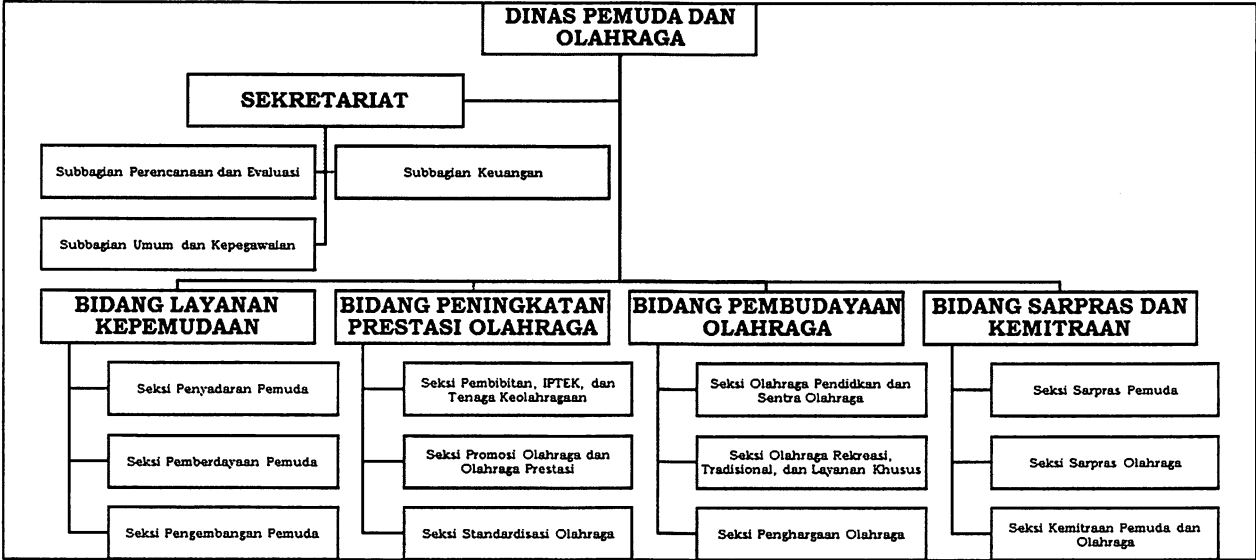 DINAS PEMUDA DAN
OLAHRAGA
SEKRETARIAT
Subbagian Perencanaan dan Evaluasi
Subbagian Keuangan
Subbagian Umum dan Kepegawaian
BIDANG LAYANAN
KEPEMUDAAN
Seksi Penyadaran Pemuda
Seksi Pemberdayaan Pemuda
Seksi Pengembangan Pemuda
BIDANG PENINGKATAN
PRESTASI OLAHRAGA
Seksi Pembibitan, IPTEK, dan
Tenaga Keolahragaan
Seksi Promosi Olahraga dan
Olahraga Prestasi
Seksi Standardisasi Olahraga
BIDANG PEMBUDAYAAN
OLAHRAGA
Seksi Olahraga Pendidkan dan
Sentra Olahraga
Seksi Olahraga Rekreasi,
Tradisional, dan Layanan Khusus
Seksi Penghargaan Olahraga
BIDANG SARPRAS DAN
KEMITRAAN
Seksi Sarpras Pemuda
Seksi Sarpras Olahraga
Seksi Kemitraan Pemuda dan
Olahraga